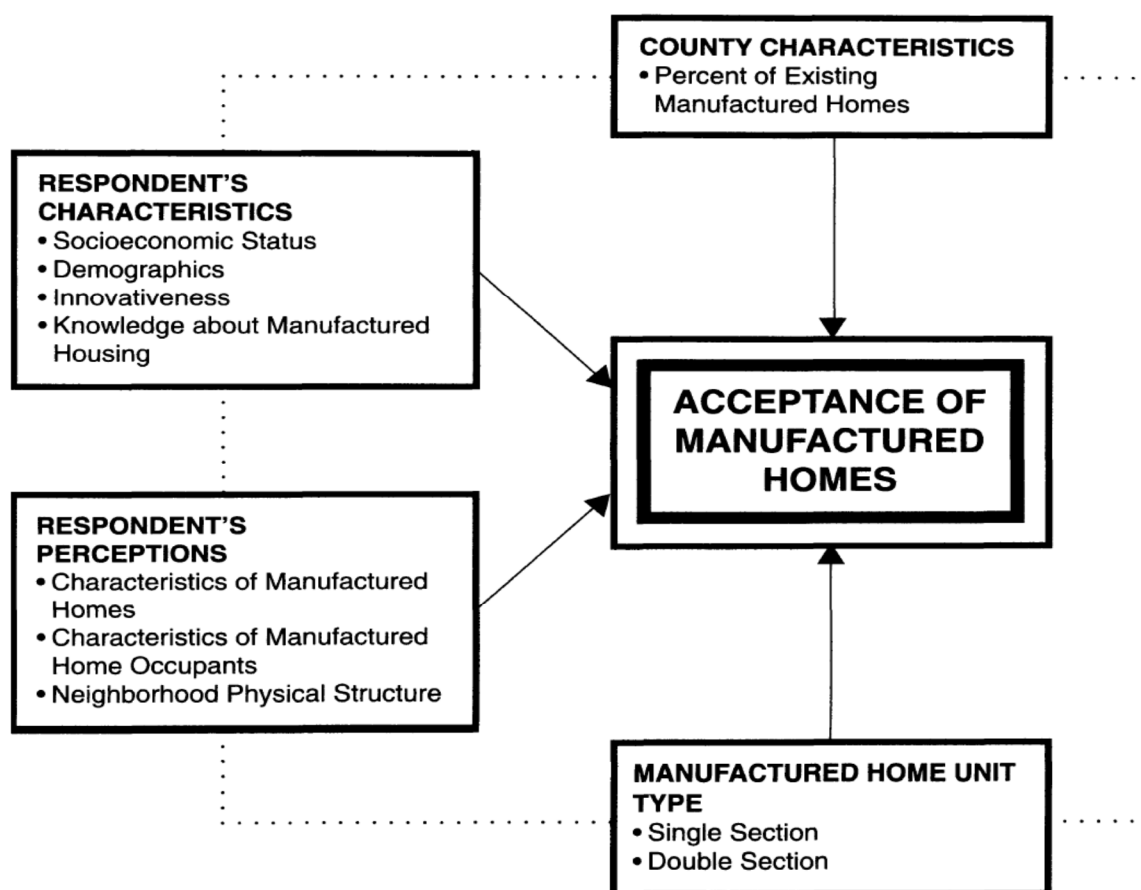 COUNTY CHARACTERISTICS
• Percent of Existing
Manufactured Homes
RESPONDENT'S
CHARACTERISTICS
• Socioeconomic Status
• Demographics
• Innovativeness
• Knowledge about Manufactured
Housing
ACCEPTANCE OF
MANUFACTURED
HOMES
RESPONDENT'S
PERCEPTIONS
• Characteristics of Manufactured
Homes
• Characteristics of Manufactured
Home Occupants
• Neighborhood Physical Structure
MANUFACTURED HOME UNIT
TYPE
• Single Section
• Double Section